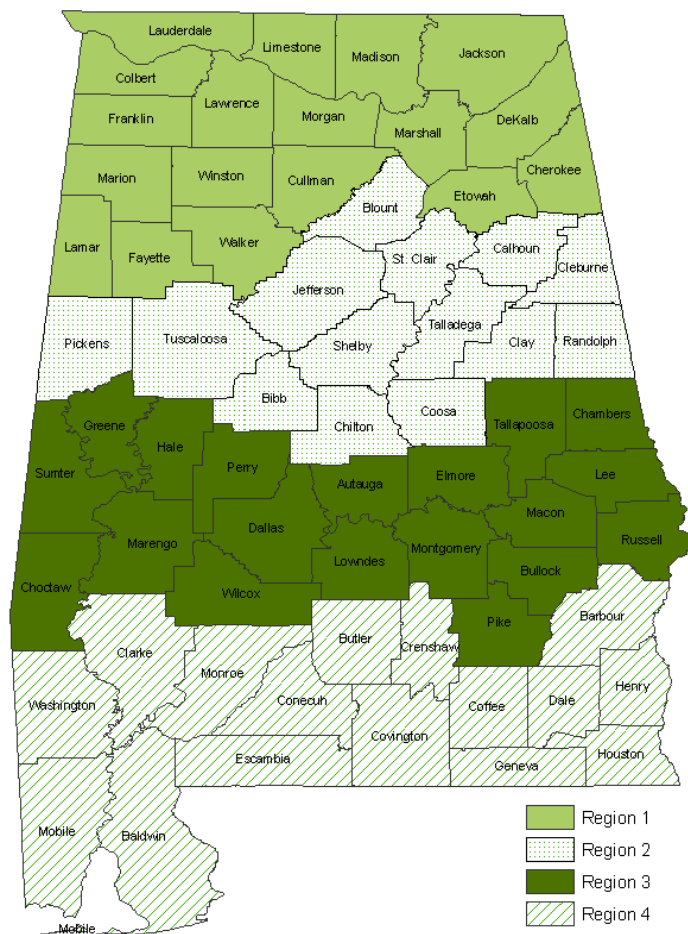 Lauderdale
Limestone
Madison
Jackson
Colbert
Lawrence
Franklin
Morgan
Marshall
DeKalb
Cherokee
Marion
Winston
Cullman
Etowah
Blount
Lamar
Fayette
Walker
St. Clair
Calhoun
Cleburne
Jefferson
Pickens
Tuscaloosa
Talladega
Shelby
Clay
Randolph
Bibb
Chilton
Coosa
Greene
Hale
Tallapoosa
Chambers
Sumter
Perry
Autauga
Elmore
Lee
Macon
Dallas
Marengo
Russell
Choctaw
Lowndes
Montgomery
Bullock
Wilcox
Pike
Barbour
Clarke
Butler
Crenshaw
Monroe
Washington
Conecuh
Coffee
Dale
Henry
Covington
Escambia
Geneva
Houston
Mobile
Baldwin
Region 1
Region 2
Region 3
Region 4
Mobile